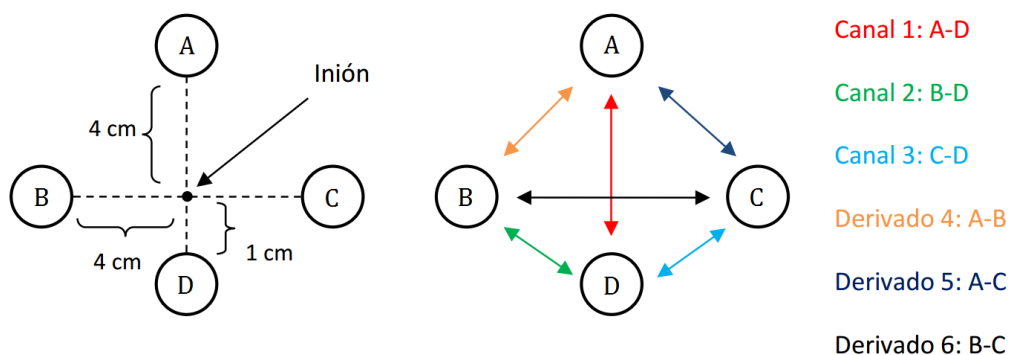 A
Inión
4 cm
B
C
4 cm
1 cm
D
A
B
C
D
Canal 1: A-D
Canal 2: B-D
Canal 3: C-D
Derivado 4: A-B
Derivado 5: A-C
Derivado 6: B-C